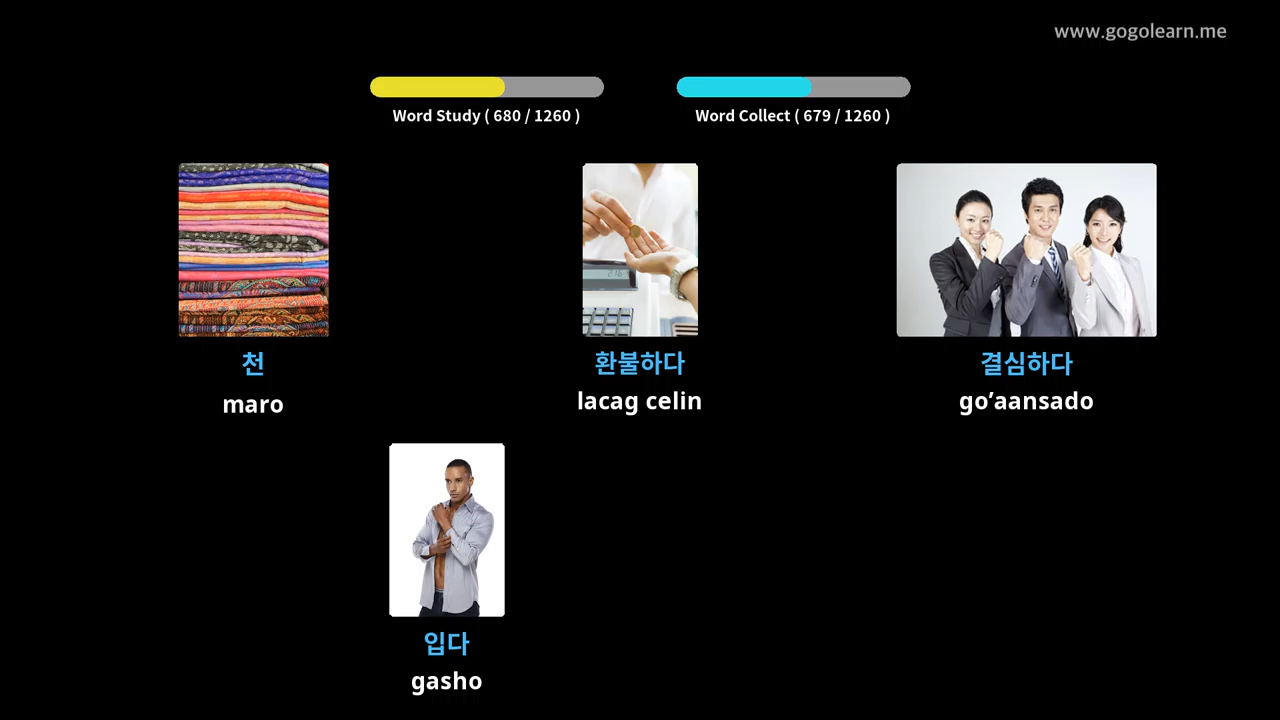 www.gogolearn.me
Word Study ( 680 / 1260 )
Word Collect ( 679 / 1260 )
천
maro
환불하다
lacag celin
결심하다
go’aansado
입다
gasho